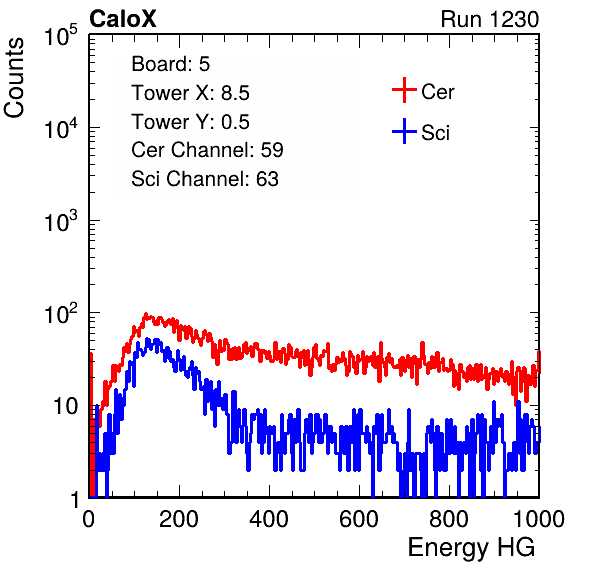 CaloX Run 1230
Counts
10^5
10^4
10^3
10^2
10
1
Board: 5
Tower X: 8.5
Tower Y: 0.5
Cer Channel: 59
Sci Channel: 63
Cer
Sci
0 200 400 600 800 1000
Energy HG